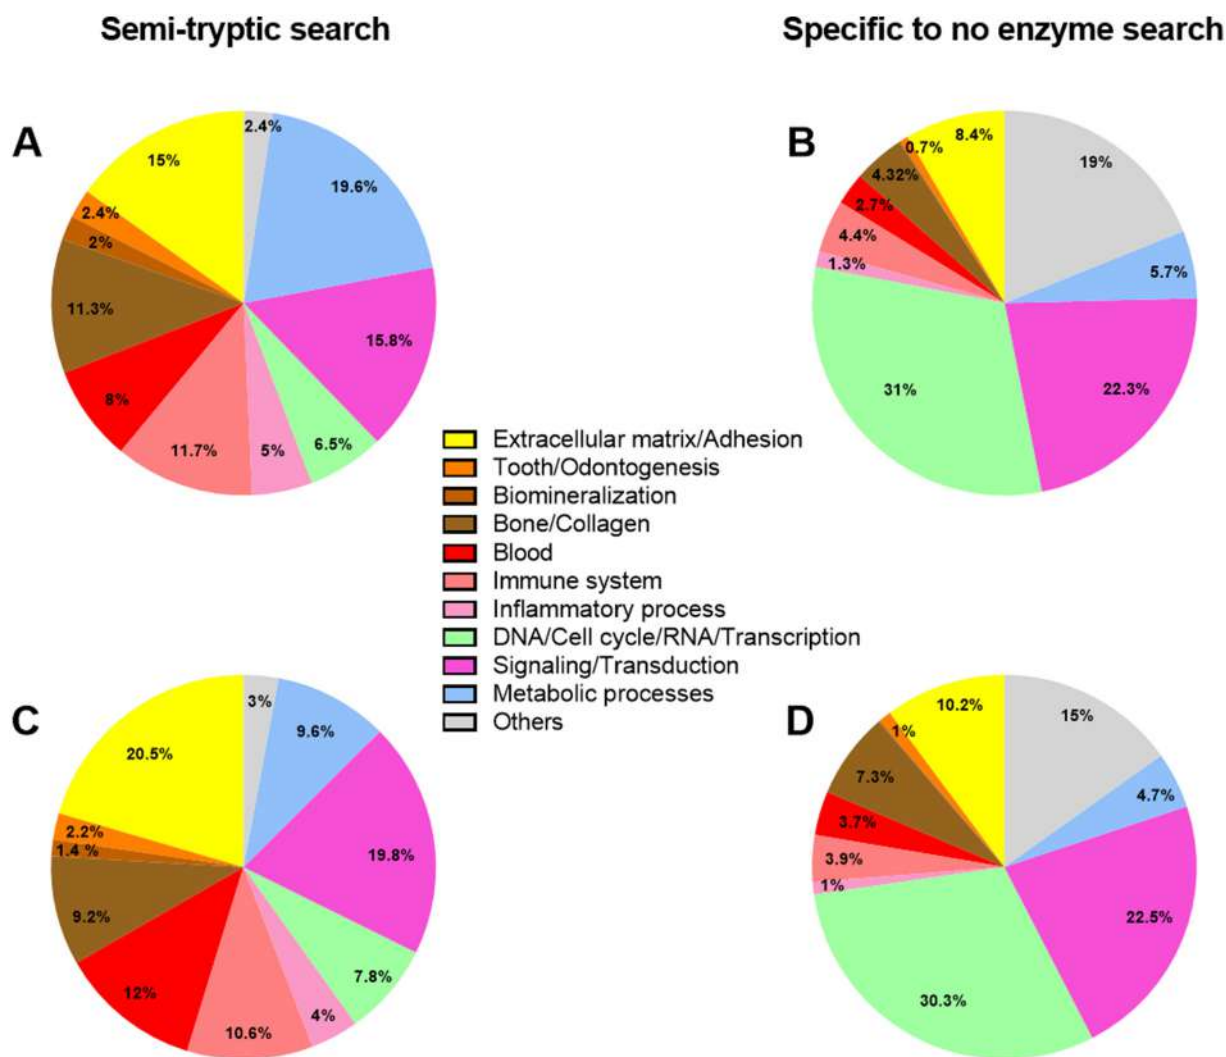 Semi-tryptic search
Specific to no enzyme search
A
2.4%
15%
19.6%
2.4%
2%
11.3%
15.8%
8%
11.7%
5%
6.5%
B
8.4%
0.7%
19%
4.32%
2.7%
4.4%
1.3%
5.7%
31%
22.3%
Extracellular matrix/Adhesion
Tooth/Odontogenesis
Biomineralization
Bone/Collagen
Blood
Immune system
Inflammatory process
DNA/Cell cycle/RNA/Transcription
Signaling/Transduction
Metabolic processes
Others
C
3%
9.6%
20.5%
2.2%
1.4 %
19.8%
9.2%
12%
10.6%
4%
7.8%
D
10.2%
1%
15%
7.3%
4.7%
3.7%
3.9%
1%
22.5%
30.3%